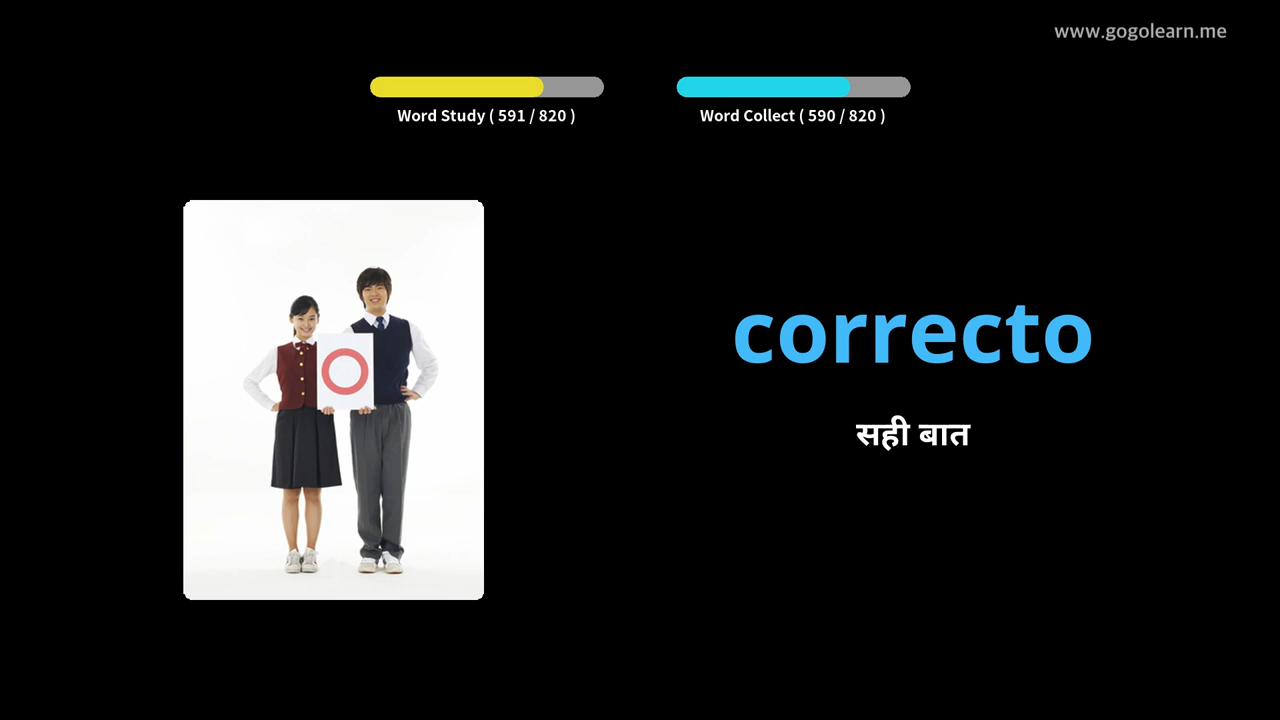 www.gogolearn.me
Word Study ( 591 / 820 )
Word Collect ( 590 / 820 )
correcto
सही बात